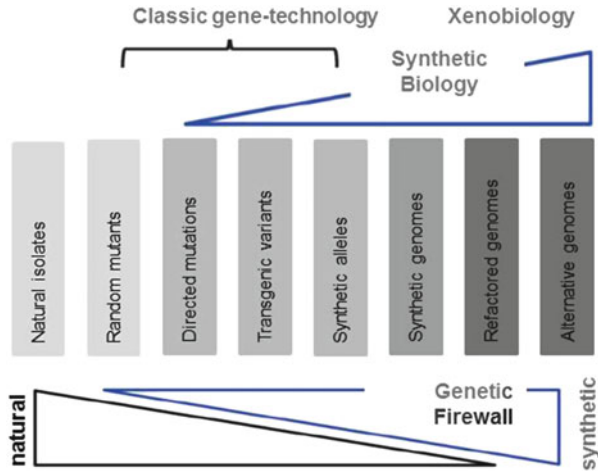 Classic gene-technology
Xenobiology
Synthetic
Biology
Natural isolates
Random mutants
Directed mutations
Transgenic variants
Synthetic alleles
Synthetic genomes
Refactored genomes
Alternative genomes
natural
Genetic
Firewall
synthetic